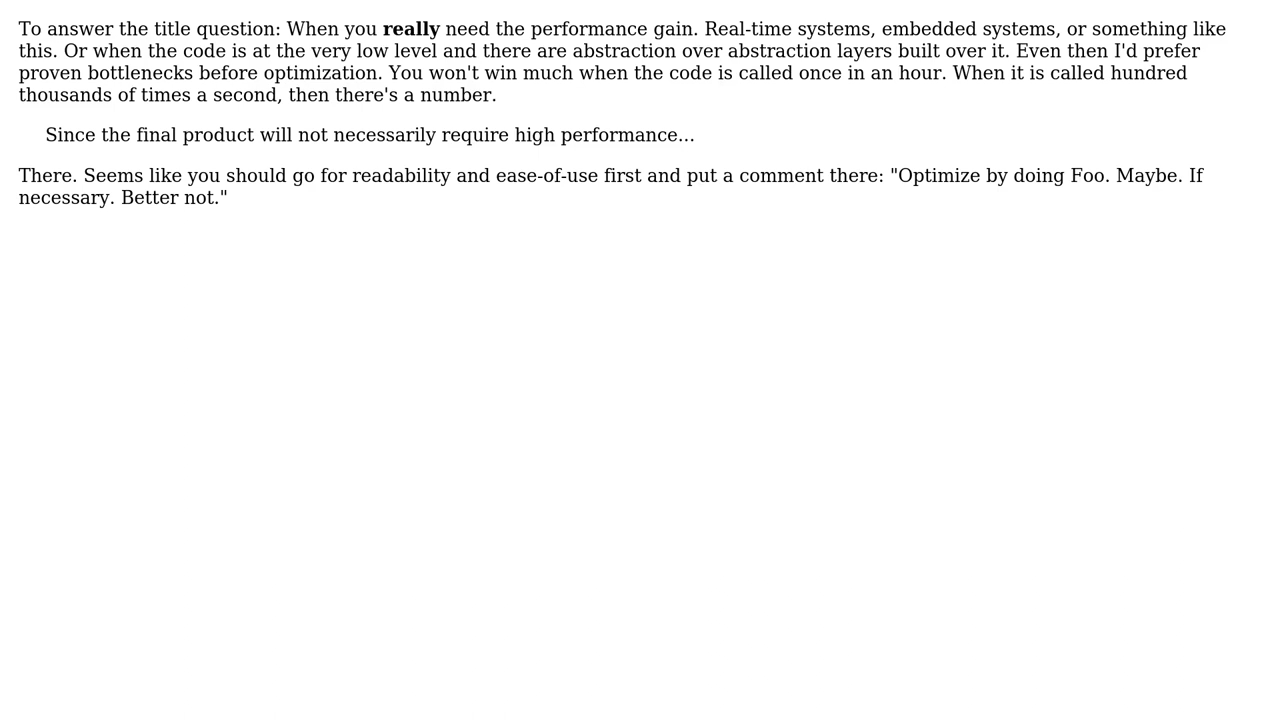 To answer the title question: When you really need the performance gain. Real-time systems, embedded systems, or something like
this. Or when the code is at the very low level and there are abstraction over abstraction layers built over it. Even then I'd prefer
proven bottlenecks before optimization. You won't win much when the code is called once in an hour. When it is called hundred
thousands of times a second, then there's a number.
Since the final product will not necessarily require high performance...
There. Seems like you should go for readability and ease-of-use first and put a comment there: "Optimize by doing Foo. Maybe. If
necessary. Better not."